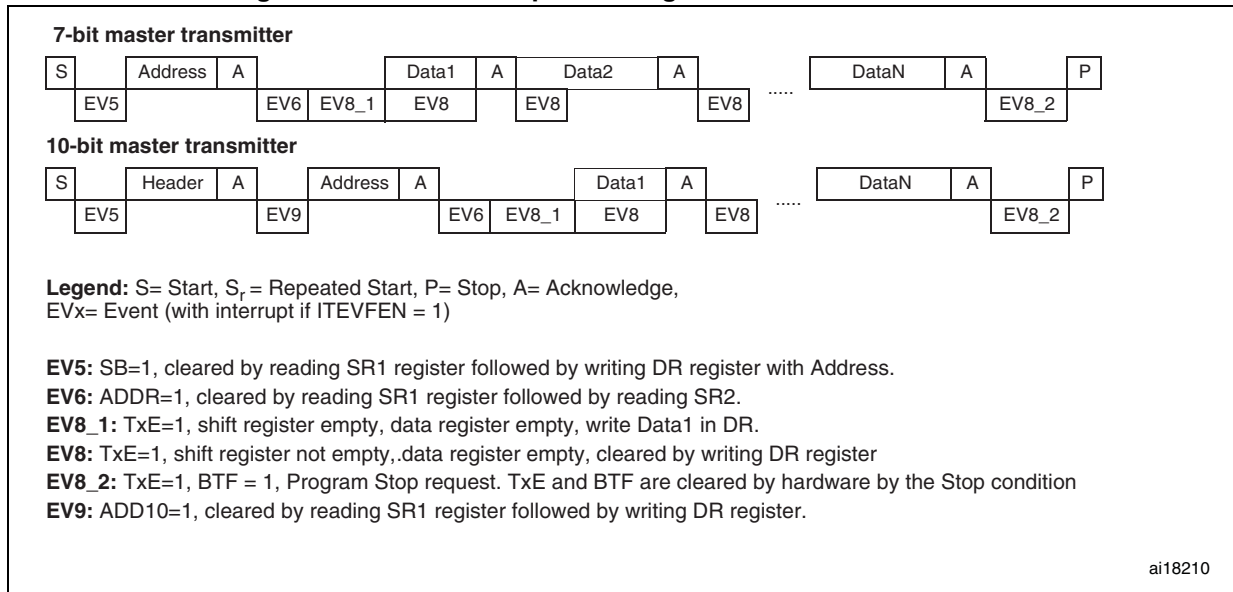 7-bit master transmitter
S Address A Data1 A Data2 A ..... DataN A P
EV5 EV6 EV8_1 EV8 EV8 EV8 EV8_2
10-bit master transmitter
S Header A Address A Data1 A ..... DataN A P
EV5 EV9 EV6 EV8_1 EV8 EV8 EV8_2
Legend: S= Start, Sr = Repeated Start, P= Stop, A= Acknowledge,
EVx= Event (with interrupt if ITEVFEN = 1)
EV5: SB=1, cleared by reading SR1 register followed by writing DR register with Address.
EV6: ADDR=1, cleared by reading SR1 register followed by reading SR2.
EV8_1: TxE=1, shift register empty, data register empty, write Data1 in DR.
EV8: TxE=1, shift register not empty,.data register empty, cleared by writing DR register
EV8_2: TxE=1, BTF = 1, Program Stop request. TxE and BTF are cleared by hardware by the Stop condition
EV9: ADD10=1, cleared by reading SR1 register followed by writing DR register.
ai18210